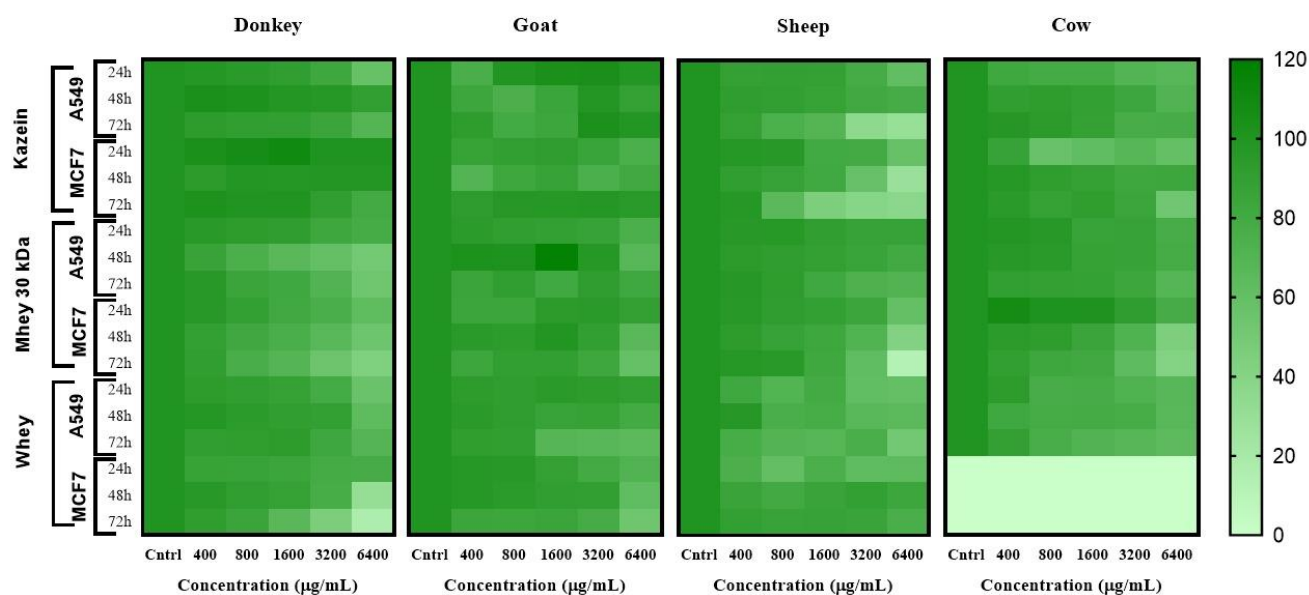 Donkey Goat Sheep Cow
Kazein
A549
24h
48h
72h
MCF7
24h
48h
72h
Mhey 30 kDa
A549
24h
48h
72h
MCF7
24h
48h
72h
Whey
A549
24h
48h
72h
MCF7
24h
48h
72h
120
100
80
60
40
20
0
Cntrl 400 800 1600 3200 6400 Cntrl 400 800 1600 3200 6400 Cntrl 400 800 1600 3200 6400 Cntrl 400 800 1600 3200 6400
Concentration (µg/mL) Concentration (µg/mL) Concentration (µg/mL) Concentration (µg/mL)